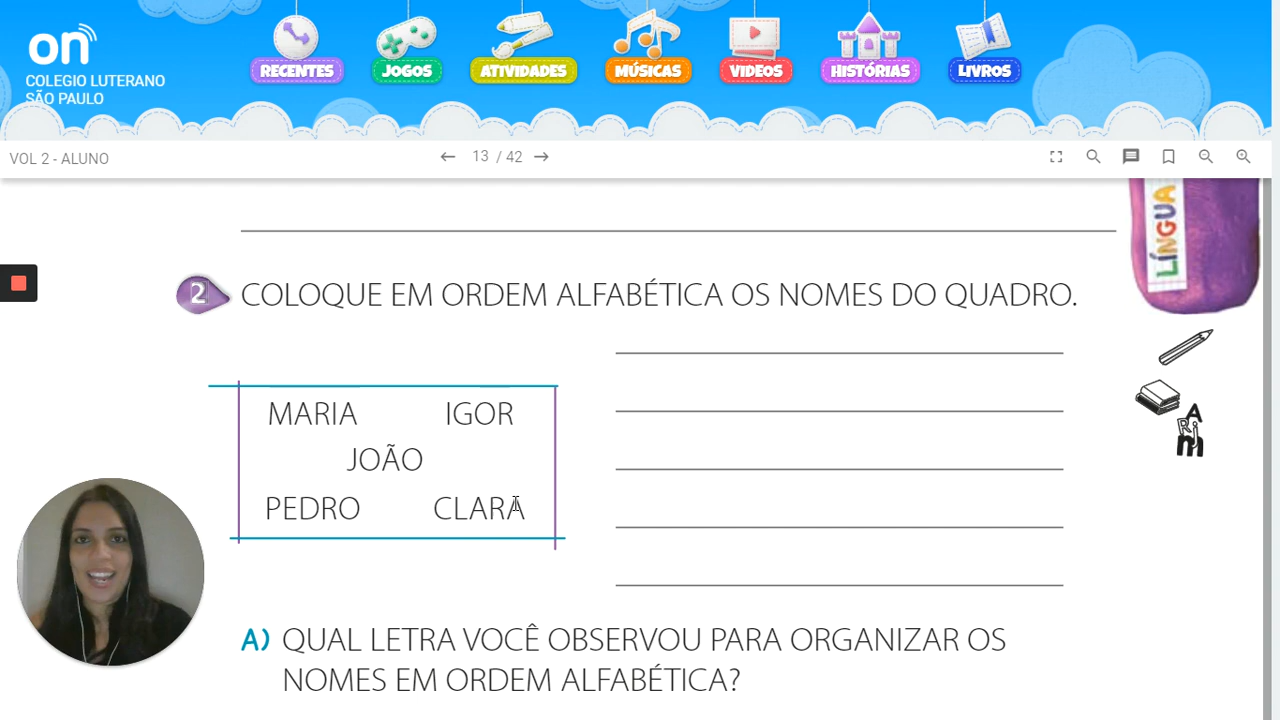 on
COLEGIO LUTERANO
SÃO PAULO
RECENTES
JOGOS
ATIVIDADES
MÚSICAS
VIDEOS
HISTÓRIAS
LIVROS
VOL 2 - ALUNO
13 / 42
LÍNGUA
2 COLOQUE EM ORDEM ALFABÉTICA OS NOMES DO QUADRO.
MARIA IGOR
JOÃO
PEDRO CLARA
A) QUAL LETRA VOCÊ OBSERVOU PARA ORGANIZAR OS
NOMES EM ORDEM ALFABÉTICA?